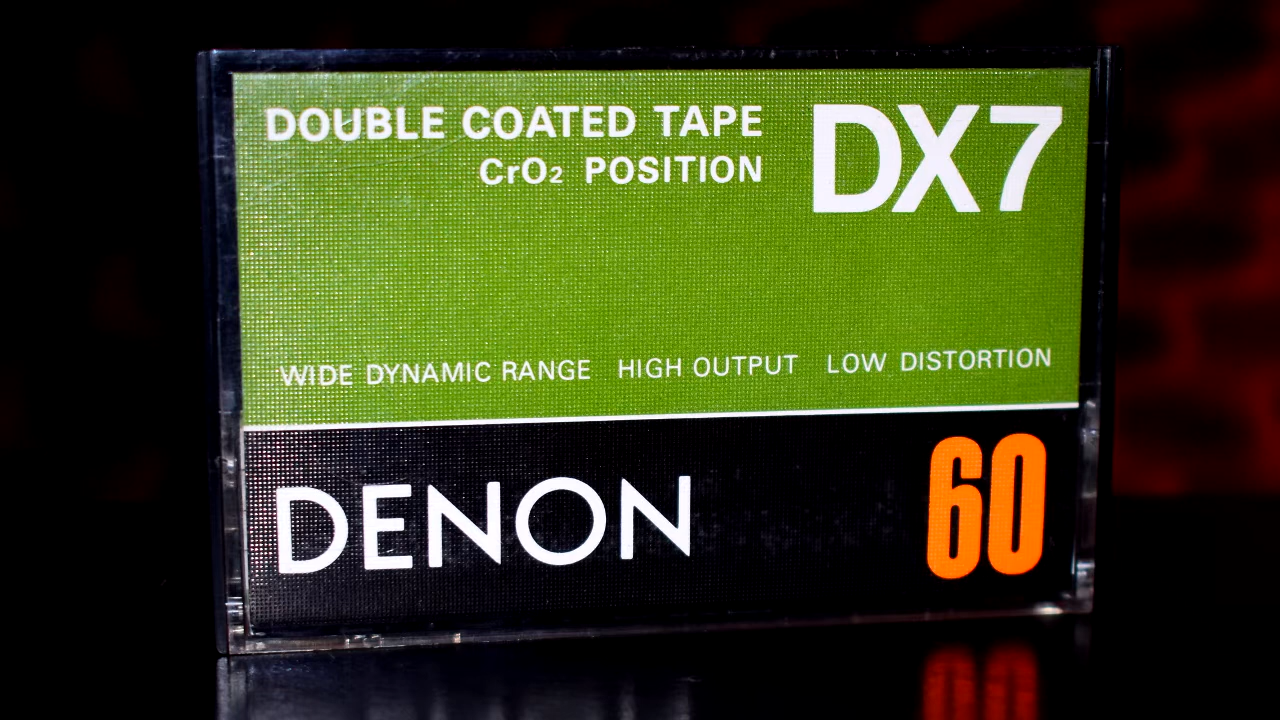 DOUBLE COATED TAPE DX7
CrO₂ POSITION
WIDE DYNAMIC RANGE HIGH OUTPUT LOW DISTORTION
DENON 60